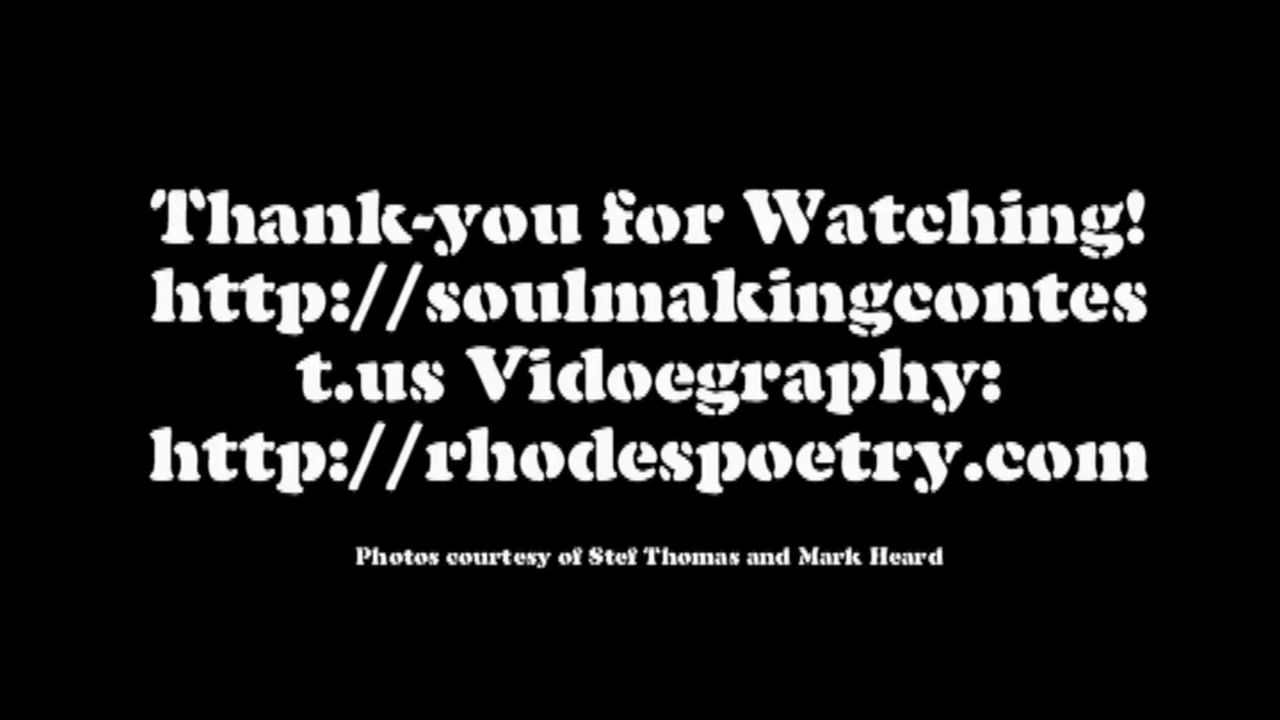 Thank-you for Watching!
http://soulmakingcontes
t.us Vidoegraphy:
http://rhodespoetry.com
Photos courtesy of Stef Thomas and Mark Heard